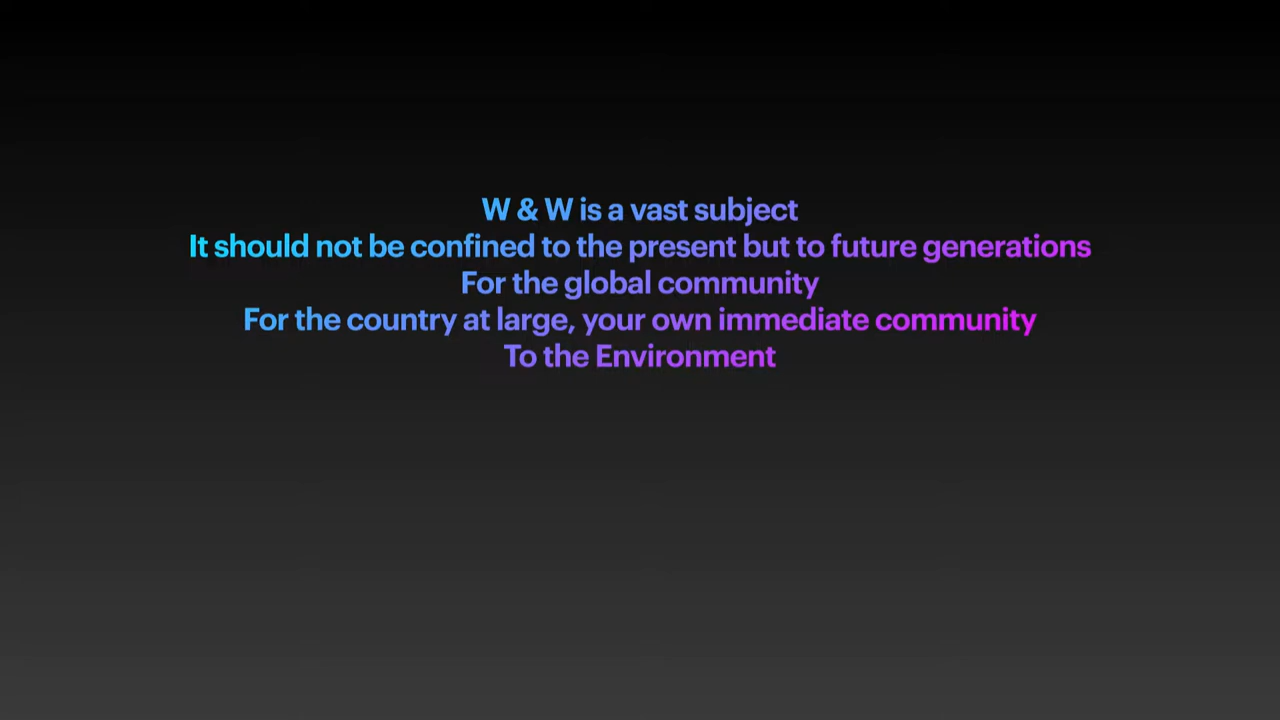 W & W is a vast subject
It should not be confined to the present but to future generations
For the global community
For the country at large, your own immediate community
To the Environment